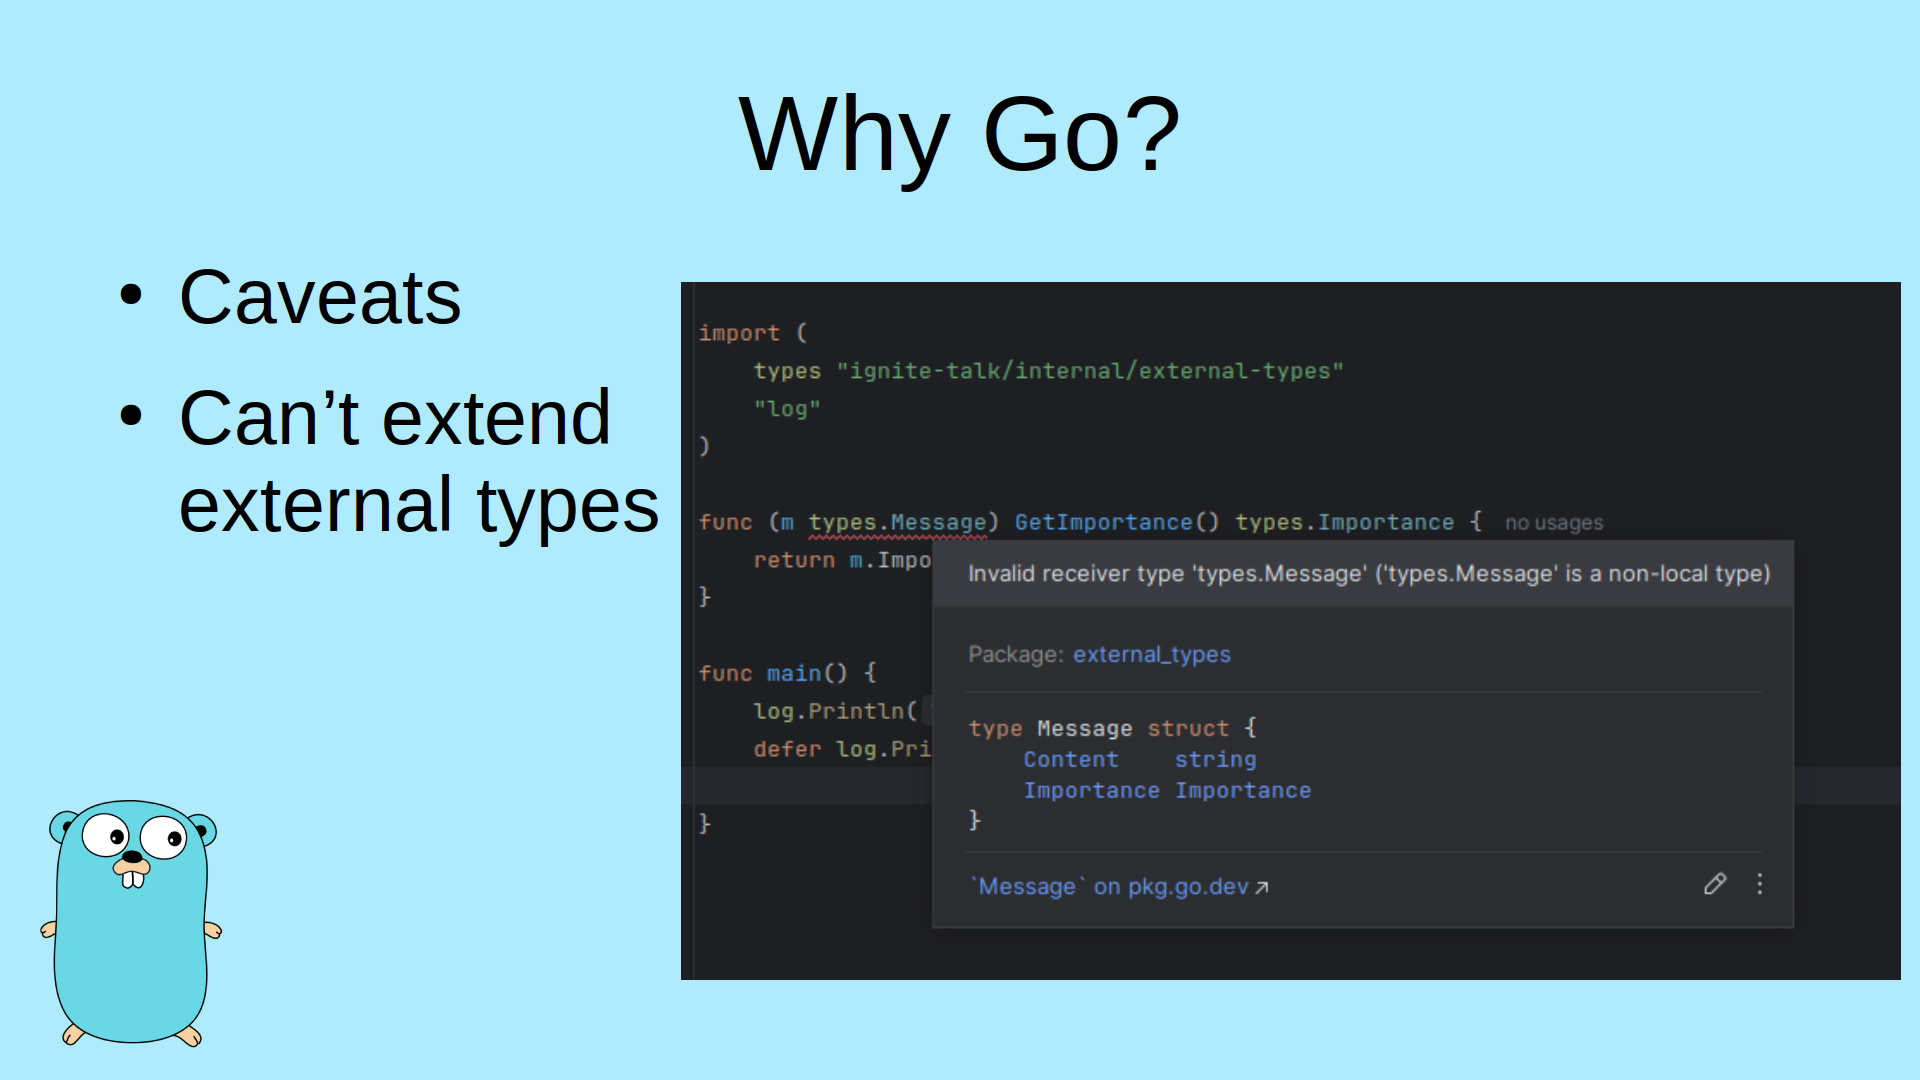 Why Go?
• Caveats
• Can’t extend
external types
import (
types "ignite-talk/internal/external-types"
"log"
)
func (m types.Message) GetImportance() types.Importance { no usages
return m.Impo
}
func main() {
log.Println(
defer log.Pri
}
Invalid receiver type 'types.Message' ('types.Message' is a non-local type)
Package: external_types
type Message struct {
Content string
Importance Importance
}
`Message` on pkg.go.dev↗